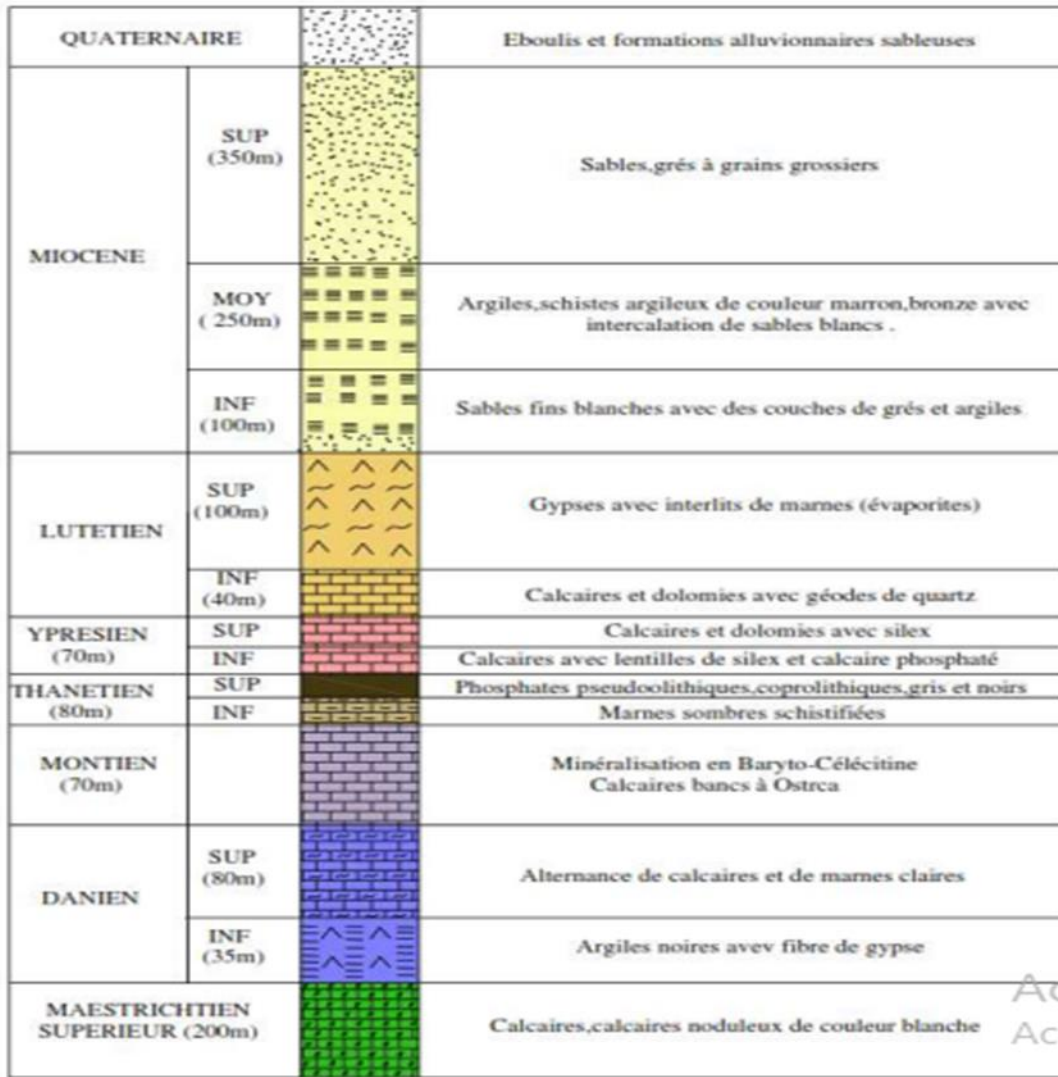 QUATERNAIRE
Eboulis et formations alluvionnaires sableuses
MIOCENE
SUP
(350m)
Sables,grés à grains grossiers
MOY
( 250m)
Argiles,schistes argileux de couleur marron,bronze avec
intercalation de sables blancs .
INF
(100m)
Sables fins blanches avec des couches de grés et argiles
LUTETIEN
SUP
(100m)
Gypses avec interlits de marnes (évaporites)
INF
(40m)
Calcaires et dolomies avec géodes de quartz
YPRESIEN
(70m)
SUP
Calcaires et dolomies avec silex
INF
Calcaires avec lentilles de silex et calcaire phosphaté
THANETIEN
(80m)
SUP
Phosphates pseudoolithiques,coprolithiques,gris et noirs
INF
Marnes sombres schistifiées
MONTIEN
(70m)
Minéralisation en Baryto-Célécitine
Calcaires bancs à Ostrca
DANIEN
SUP
(80m)
Alternance de calcaires et de marnes claires
INF
(35m)
Argiles noires avev fibre de gypse
MAESTRICHTIEN
SUPERIEUR (200m)
Calcaires,calcaires noduleux de couleur blanche
Ac
Ac